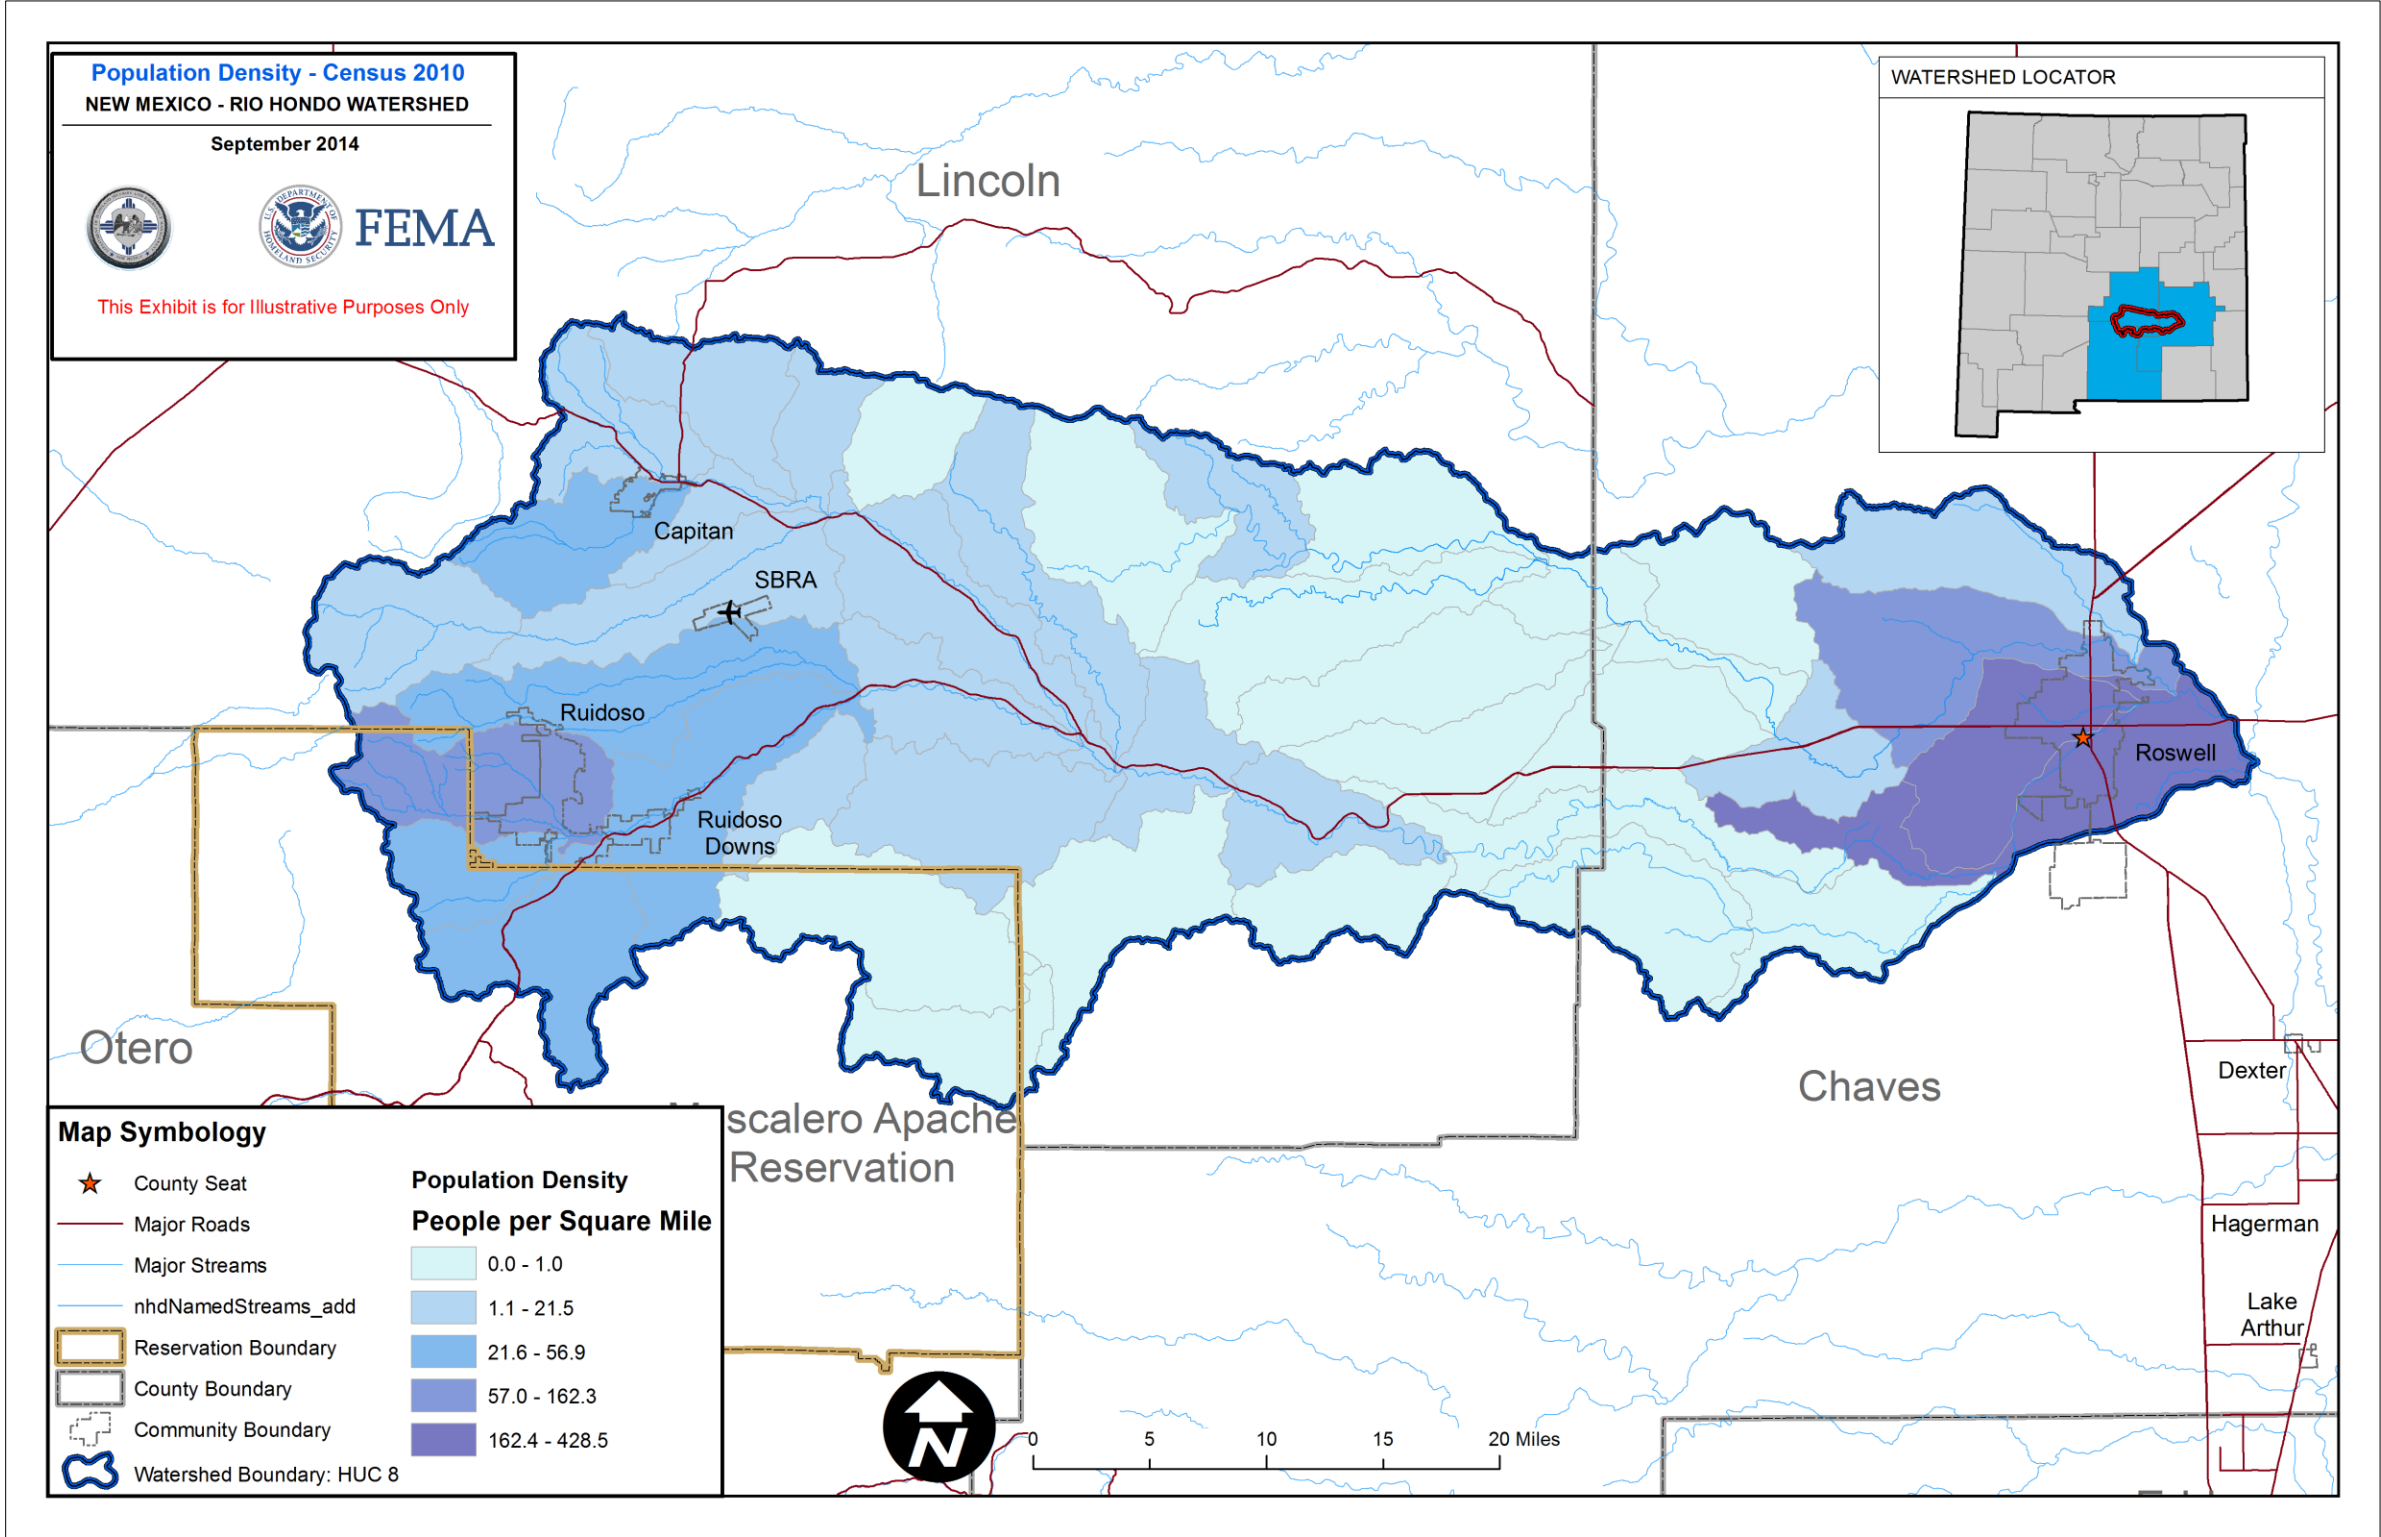 Population Density - Census 2010
NEW MEXICO - RIO HONDO WATERSHED
September 2014
U.S. DEPARTMENT OF
HOMELAND SECURITY
FEMA
This Exhibit is for Illustrative Purposes Only
WATERSHED LOCATOR
Lincoln
Capitan
SBRA
Ruidoso
Roswell
Ruidoso
Downs
Otero
Chaves
Dexter
scalero Apache
Reservation
Hagerman
Lake
Arthur
Map Symbology
County Seat
Major Roads
Major Streams
nhdNamedStreams_add
Reservation Boundary
County Boundary
Community Boundary
Watershed Boundary: HUC 8
Population Density
People per Square Mile
0.0 - 1.0
1.1 - 21.5
21.6 - 56.9
57.0 - 162.3
162.4 - 428.5
N
0 5 10 15 20 Miles